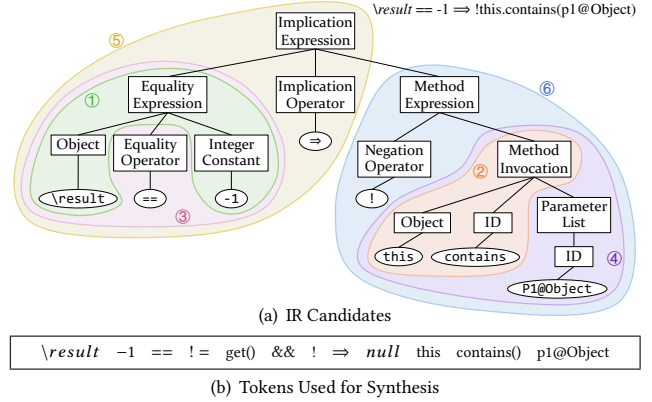 \result == -1 ⇒ !this.contains(p1@Object)
⑤
Implication
Expression
①
⑥
Equality
Expression
Implication
Operator
Method
Expression
Object
Equality
Operator
Integer
Constant
⇒
Negation
Operator
Method
Invocation
②
\result
==
-1
!
③
Object
ID
Parameter
List
this
contains
ID
④
P1@Object
(a) IR Candidates
\result −1 == != get() && ! ⇒ null this contains() p1@Object
(b) Tokens Used for Synthesis